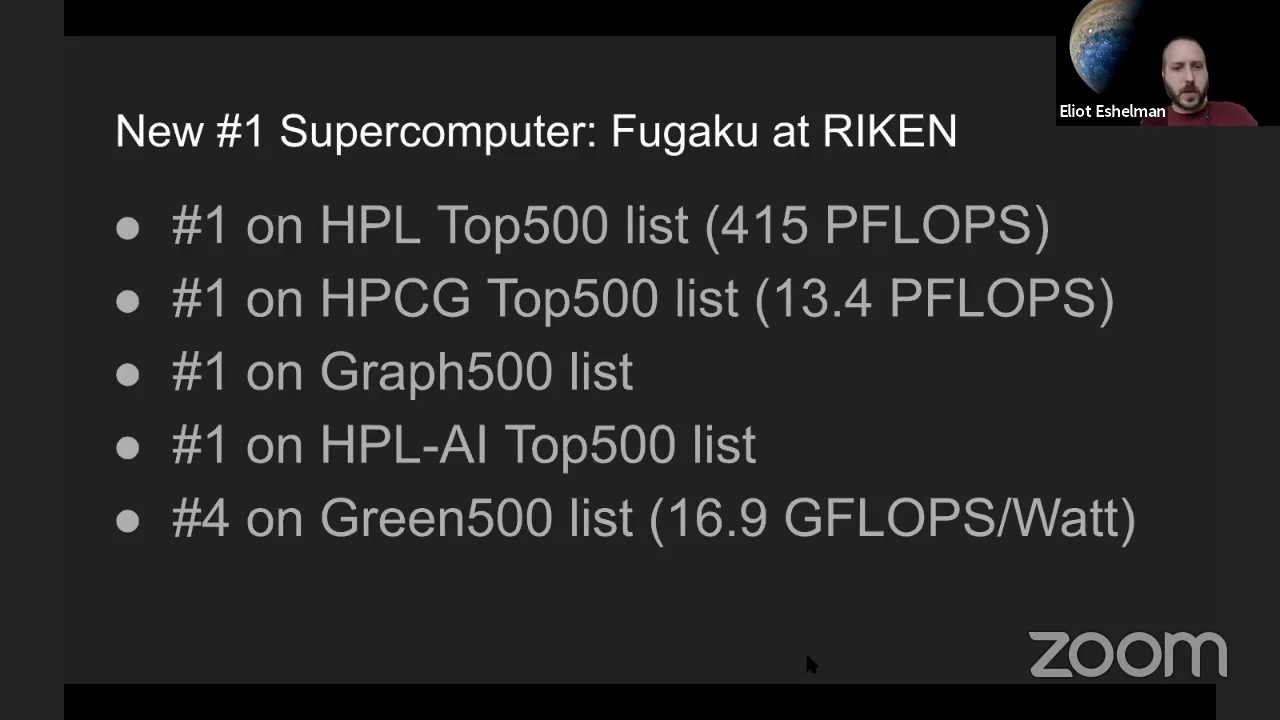 Eliot Eshelman
New #1 Supercomputer: Fugaku at RIKEN
● #1 on HPL Top500 list (415 PFLOPS)
● #1 on HPCG Top500 list (13.4 PFLOPS)
● #1 on Graph500 list
● #1 on HPL-AI Top500 list
● #4 on Green500 list (16.9 GFLOPS/Watt)
zoom